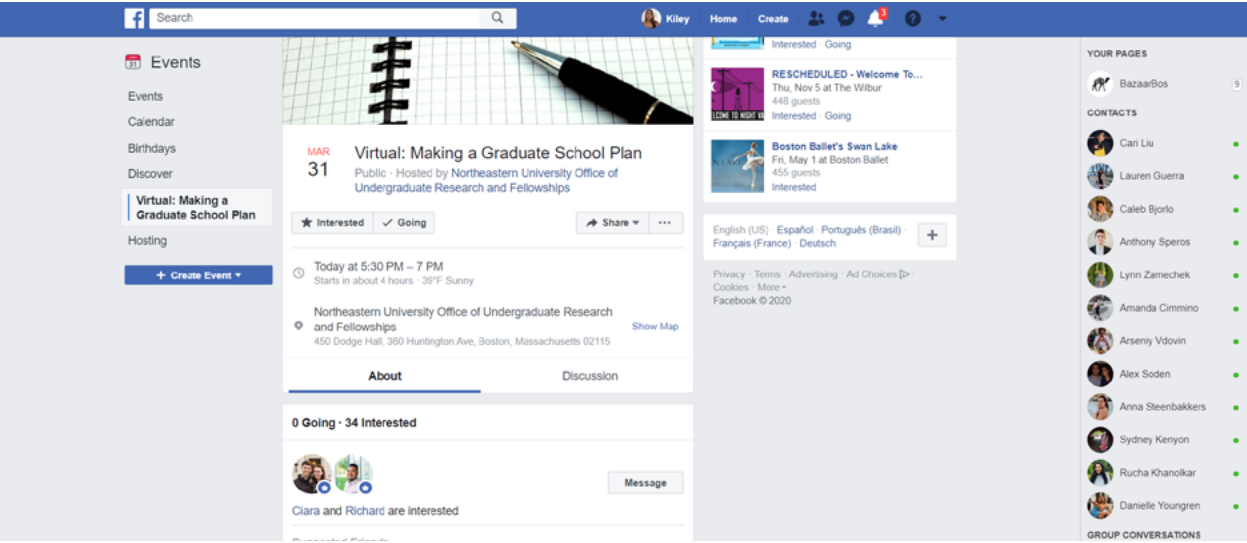 f
Search
Kiley
Home
Create
3
?
31
Events
Events
Calendar
Birthdays
Discover
Virtual: Making a
Graduate School Plan
Hosting
+ Create Event
MAR
31
Virtual: Making a Graduate School Plan
Public · Hosted by Northeastern University Office of
Undergraduate Research and Fellowships
Interested
Going
Share
···
Today at 5:30 PM – 7 PM
Starts in about 4 hours · 39°F Sunny
Northeastern University Office of Undergraduate Research
and Fellowships
450 Dodge Hall, 360 Huntington Ave, Boston, Massachusetts 02115
Show Map
About
Discussion
0 Going · 34 Interested
Message
Clara and Richard are interested
Suggested Friends
Interested · Going
RESCHEDULED - Welcome To...
Thu, Nov 5 at The Wilbur
448 guests
Interested · Going
Boston Ballet's Swan Lake
Fri, May 1 at Boston Ballet
455 guests
Interested
English (US) · Español · Português (Brasil) ·
Français (France) · Deutsch
+
Privacy · Terms · Advertising · Ad Choices ·
Cookies · More
Facebook © 2020
YOUR PAGES
BazaarBos
9
CONTACTS
Cari Liu
Lauren Guerra
Caleb Bjorlo
Anthony Speros
Lynn Zamechek
Amanda Cimmino
Arseniy Vdovin
Alex Soden
Anna Steenbakkers
Sydney Kenyon
Rucha Khanolkar
Danielle Youngren
GROUP CONVERSATIONS